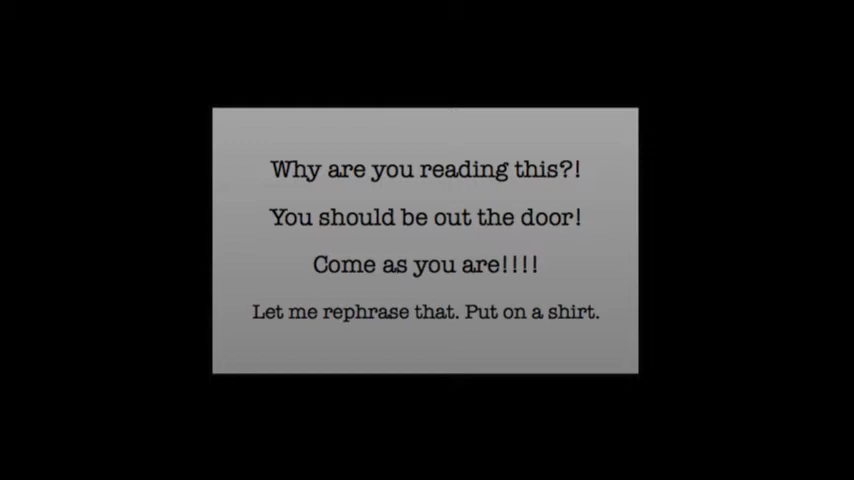 Why are you reading this?!
You should be out the door!
Come as you are!!!!
Let me rephrase that. Put on a shirt.